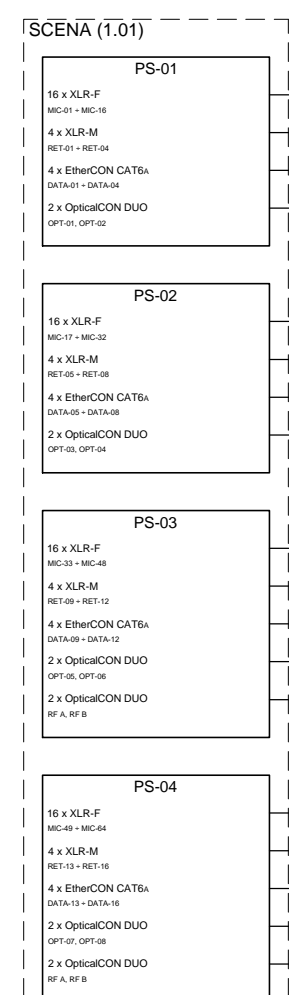 SCENA (1.01)
PS-01
16 x XLR-F
MIC-01 ÷ MIC-16
4 x XLR-M
RET-01 ÷ RET-04
4 x EtherCON CAT6A
DATA-01 ÷ DATA-04
2 x OpticalCON DUO
OPT-01, OPT-02
PS-02
16 x XLR-F
MIC-17 ÷ MIC-32
4 x XLR-M
RET-05 ÷ RET-08
4 x EtherCON CAT6A
DATA-05 ÷ DATA-08
2 x OpticalCON DUO
OPT-03, OPT-04
PS-03
16 x XLR-F
MIC-33 ÷ MIC-48
4 x XLR-M
RET-09 ÷ RET-12
4 x EtherCON CAT6A
DATA-09 ÷ DATA-12
2 x OpticalCON DUO
OPT-05, OPT-06
2 x OpticalCON DUO
RF A, RF B
PS-04
16 x XLR-F
MIC-49 ÷ MIC-64
4 x XLR-M
RET-13 ÷ RET-16
4 x EtherCON CAT6A
DATA-13 ÷ DATA-16
2 x OpticalCON DUO
OPT-07, OPT-08
2 x OpticalCON DUO
RF A, RF B